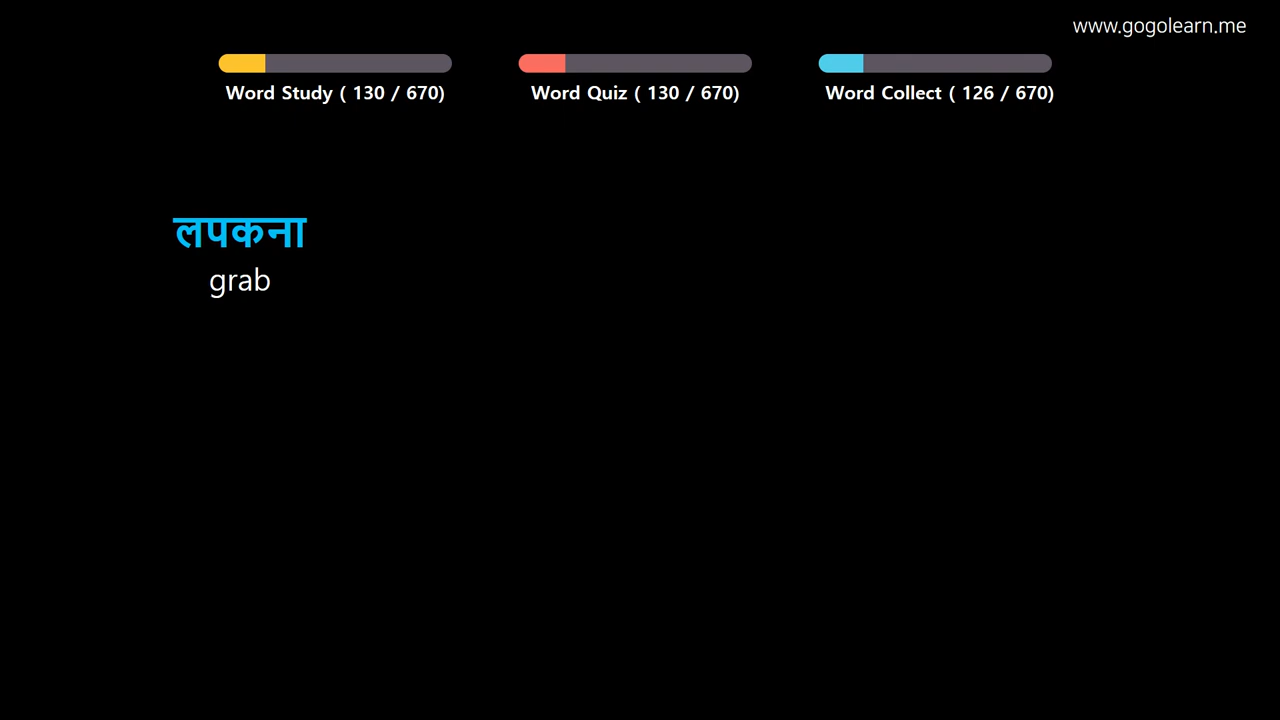 www.gogolearn.me
Word Study ( 130 / 670)
Word Quiz ( 130 / 670)
Word Collect ( 126 / 670)
लपकना
grab